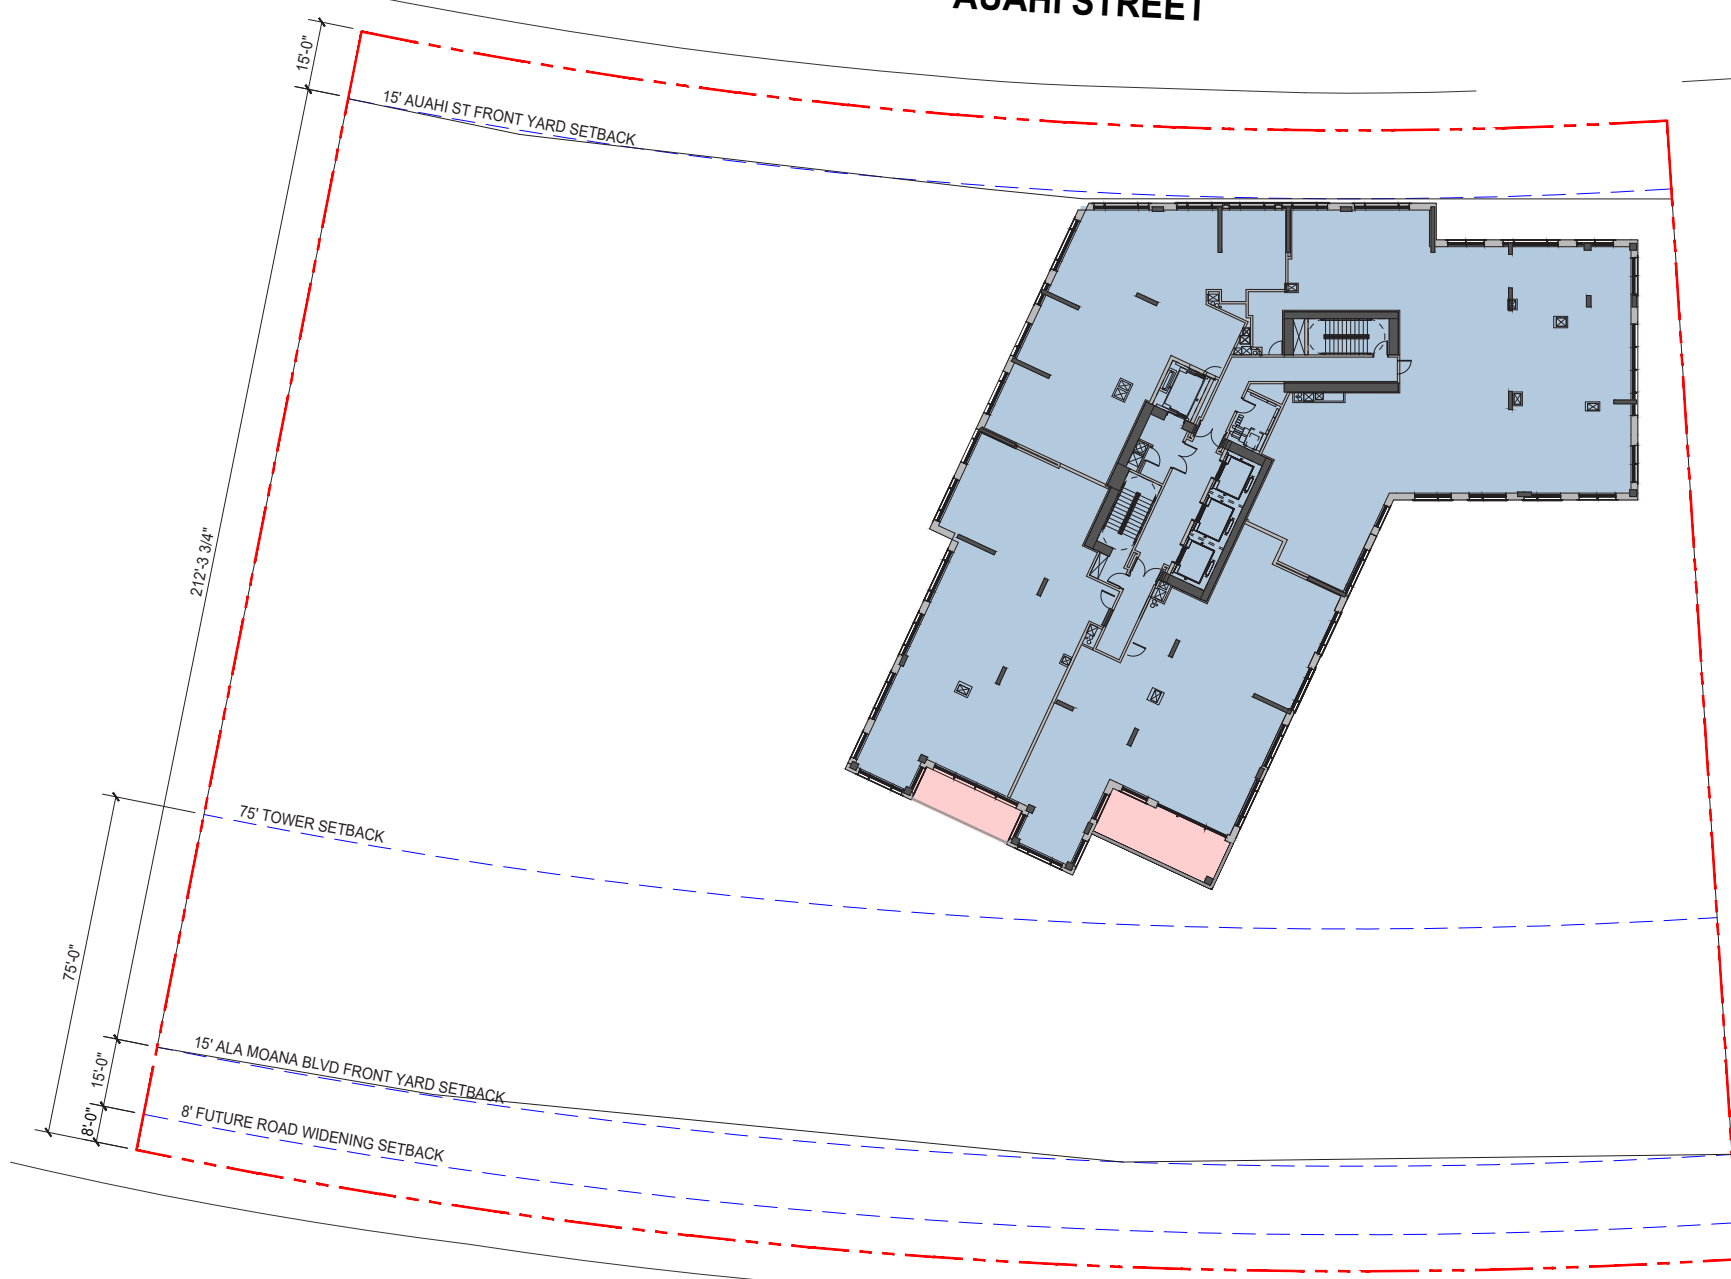 AUAHI STREET
15'-0"
15' AUAHI ST FRONT YARD SETBACK
212'-3 3/4"
75' TOWER SETBACK
75'-0"
15'-0"
15' ALA MOANA BLVD FRONT YARD SETBACK
8'-0"
8' FUTURE ROAD WIDENING SETBACK